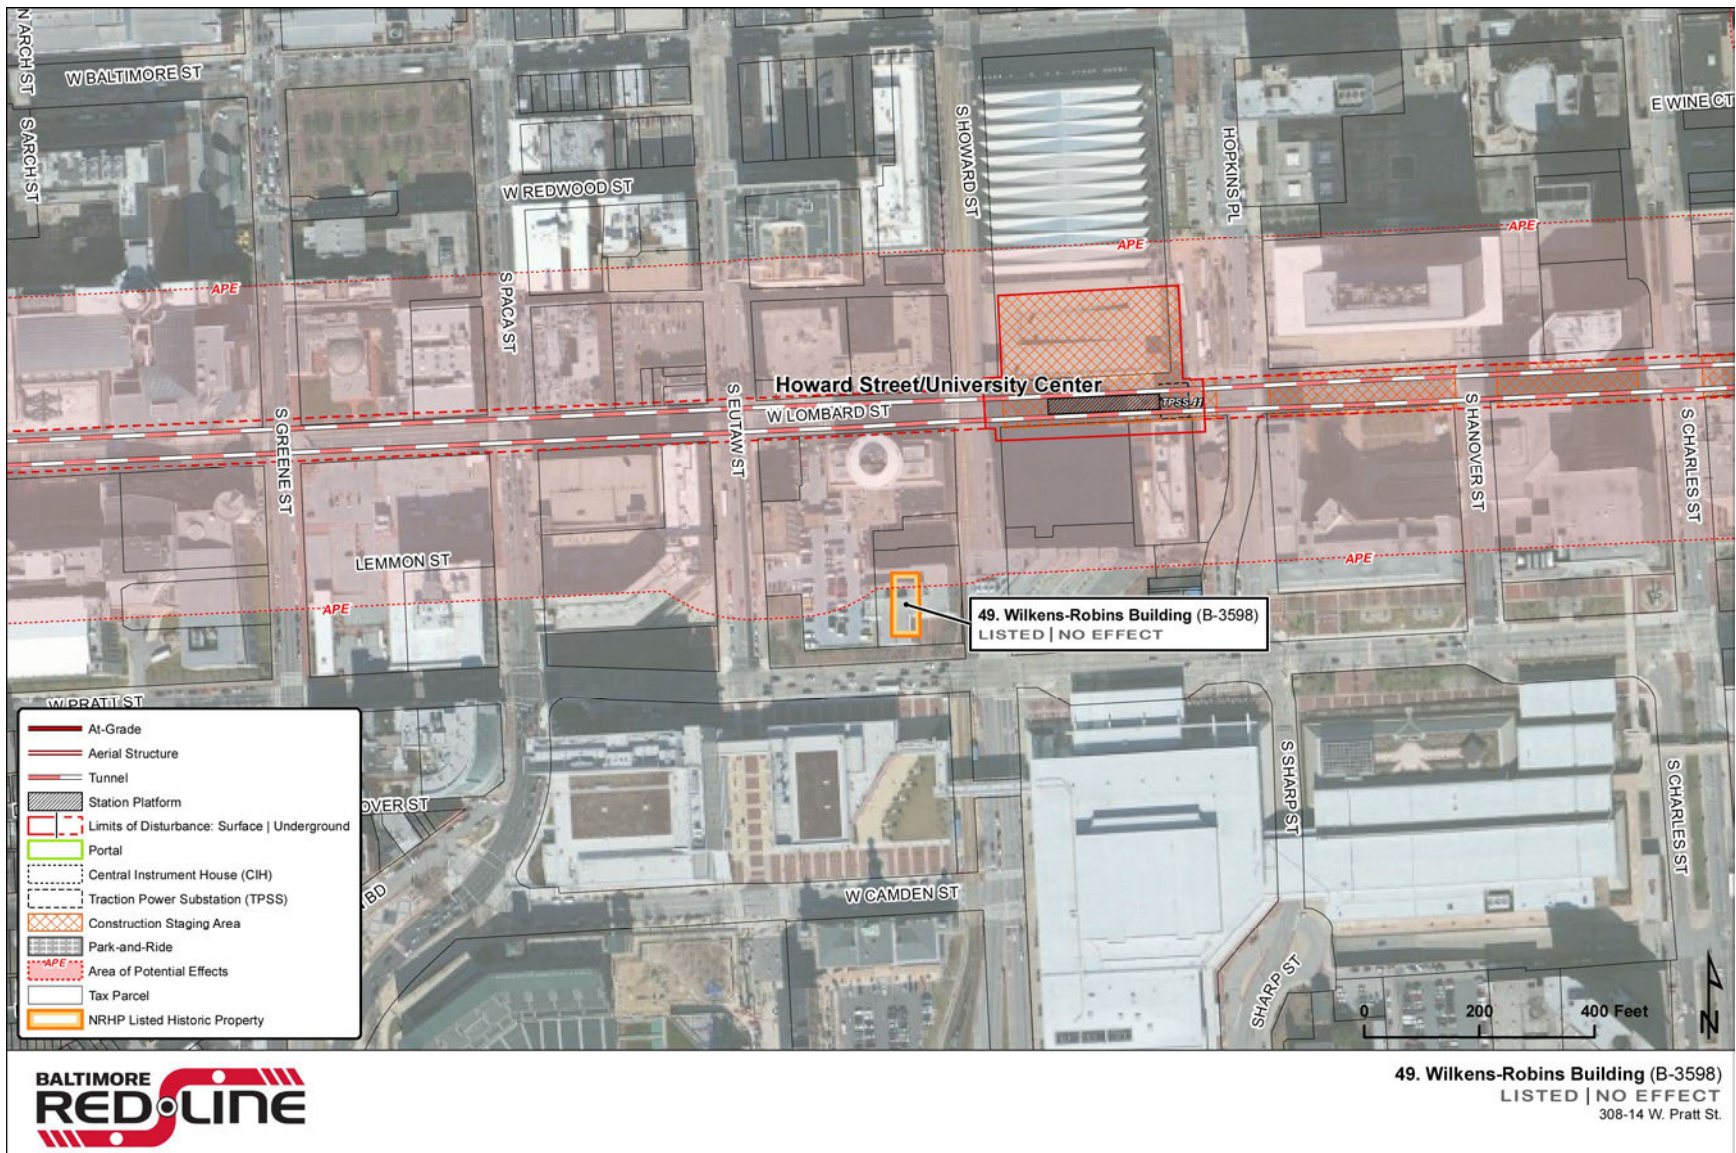 N ARCH ST
W BALTIMORE ST
S ARCH ST
E WINE CT
S HOWARD ST
HOPKINS PL
W REDWOOD ST
APE
APE
APE
S PACA ST
Howard Street/University Center
W LOMBARD ST
TPSS-11
S EUTAW ST
S GREENE ST
S HANOVER ST
S CHARLES ST
LEMMON ST
APE
APE
49. Wilkens-Robins Building (B-3598)
LISTED | NO EFFECT
W PRATT ST
OVER ST
S SHARP ST
S CHARLES ST
W CAMDEN ST
BD
SHARP ST
At-Grade
Aerial Structure
Tunnel
Station Platform
Limits of Disturbance: Surface | Underground
Portal
Central Instrument House (CIH)
Traction Power Substation (TPSS)
Construction Staging Area
Park-and-Ride
APE
Area of Potential Effects
Tax Parcel
NRHP Listed Historic Property
0 200 400 Feet
N
BALTIMORE
RED LINE
49. Wilkens-Robins Building (B-3598)
LISTED | NO EFFECT
308-14 W. Pratt St.